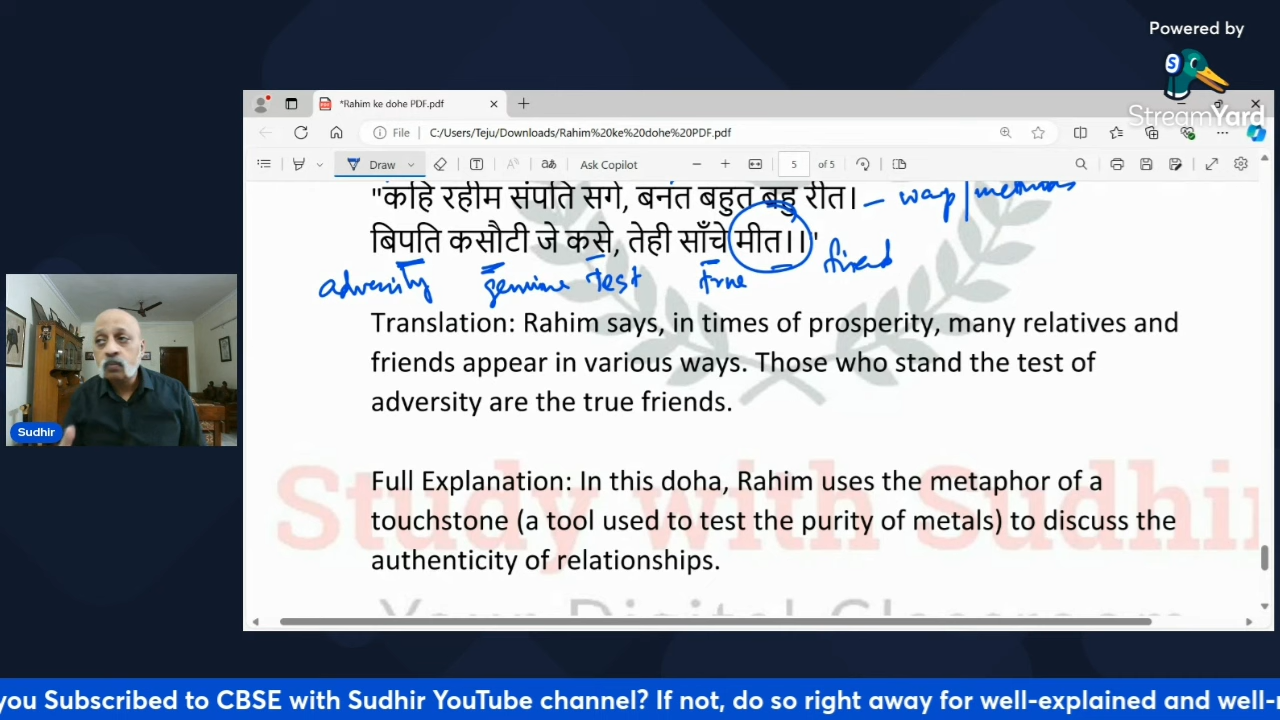 Powered by
StreamYard
*Rahim ke dohe PDF.pdf
File
C:/Users/Teju/Downloads/Rahim%20ke%20dohe%20PDF.pdf
Draw
Ask Copilot
5
of 5
"कहि रहीम संपति सगे, बनत बहुत बहु रीत। – way/methods
बिपति कसौटी जे कसे, तेही साँचे मीत।।"
adversity genuine test true friend
Translation: Rahim says, in times of prosperity, many relatives and
friends appear in various ways. Those who stand the test of
adversity are the true friends.
Full Explanation: In this doha, Rahim uses the metaphor of a
touchstone (a tool used to test the purity of metals) to discuss the
authenticity of relationships.
Study with Sudhir
Your Digital Classroom
Sudhir
you Subscribed to CBSE with Sudhir YouTube channel? If not, do so right away for well-explained and well-